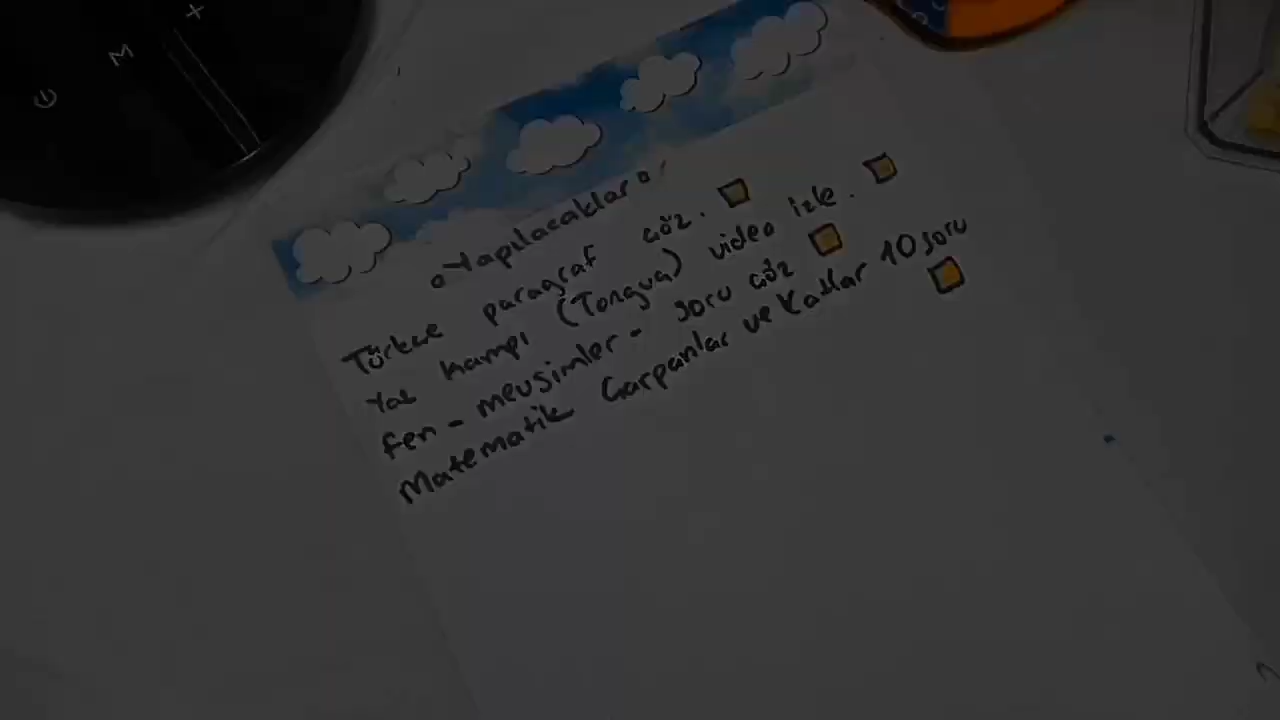 Yapılacaklar
Türkçe paragraf çöz.
Yaz kampı (Tonguç) video izle.
fen - mevsimler - soru çöz
Matematik Çarpanlar ve Katlar 10 soru
M
+